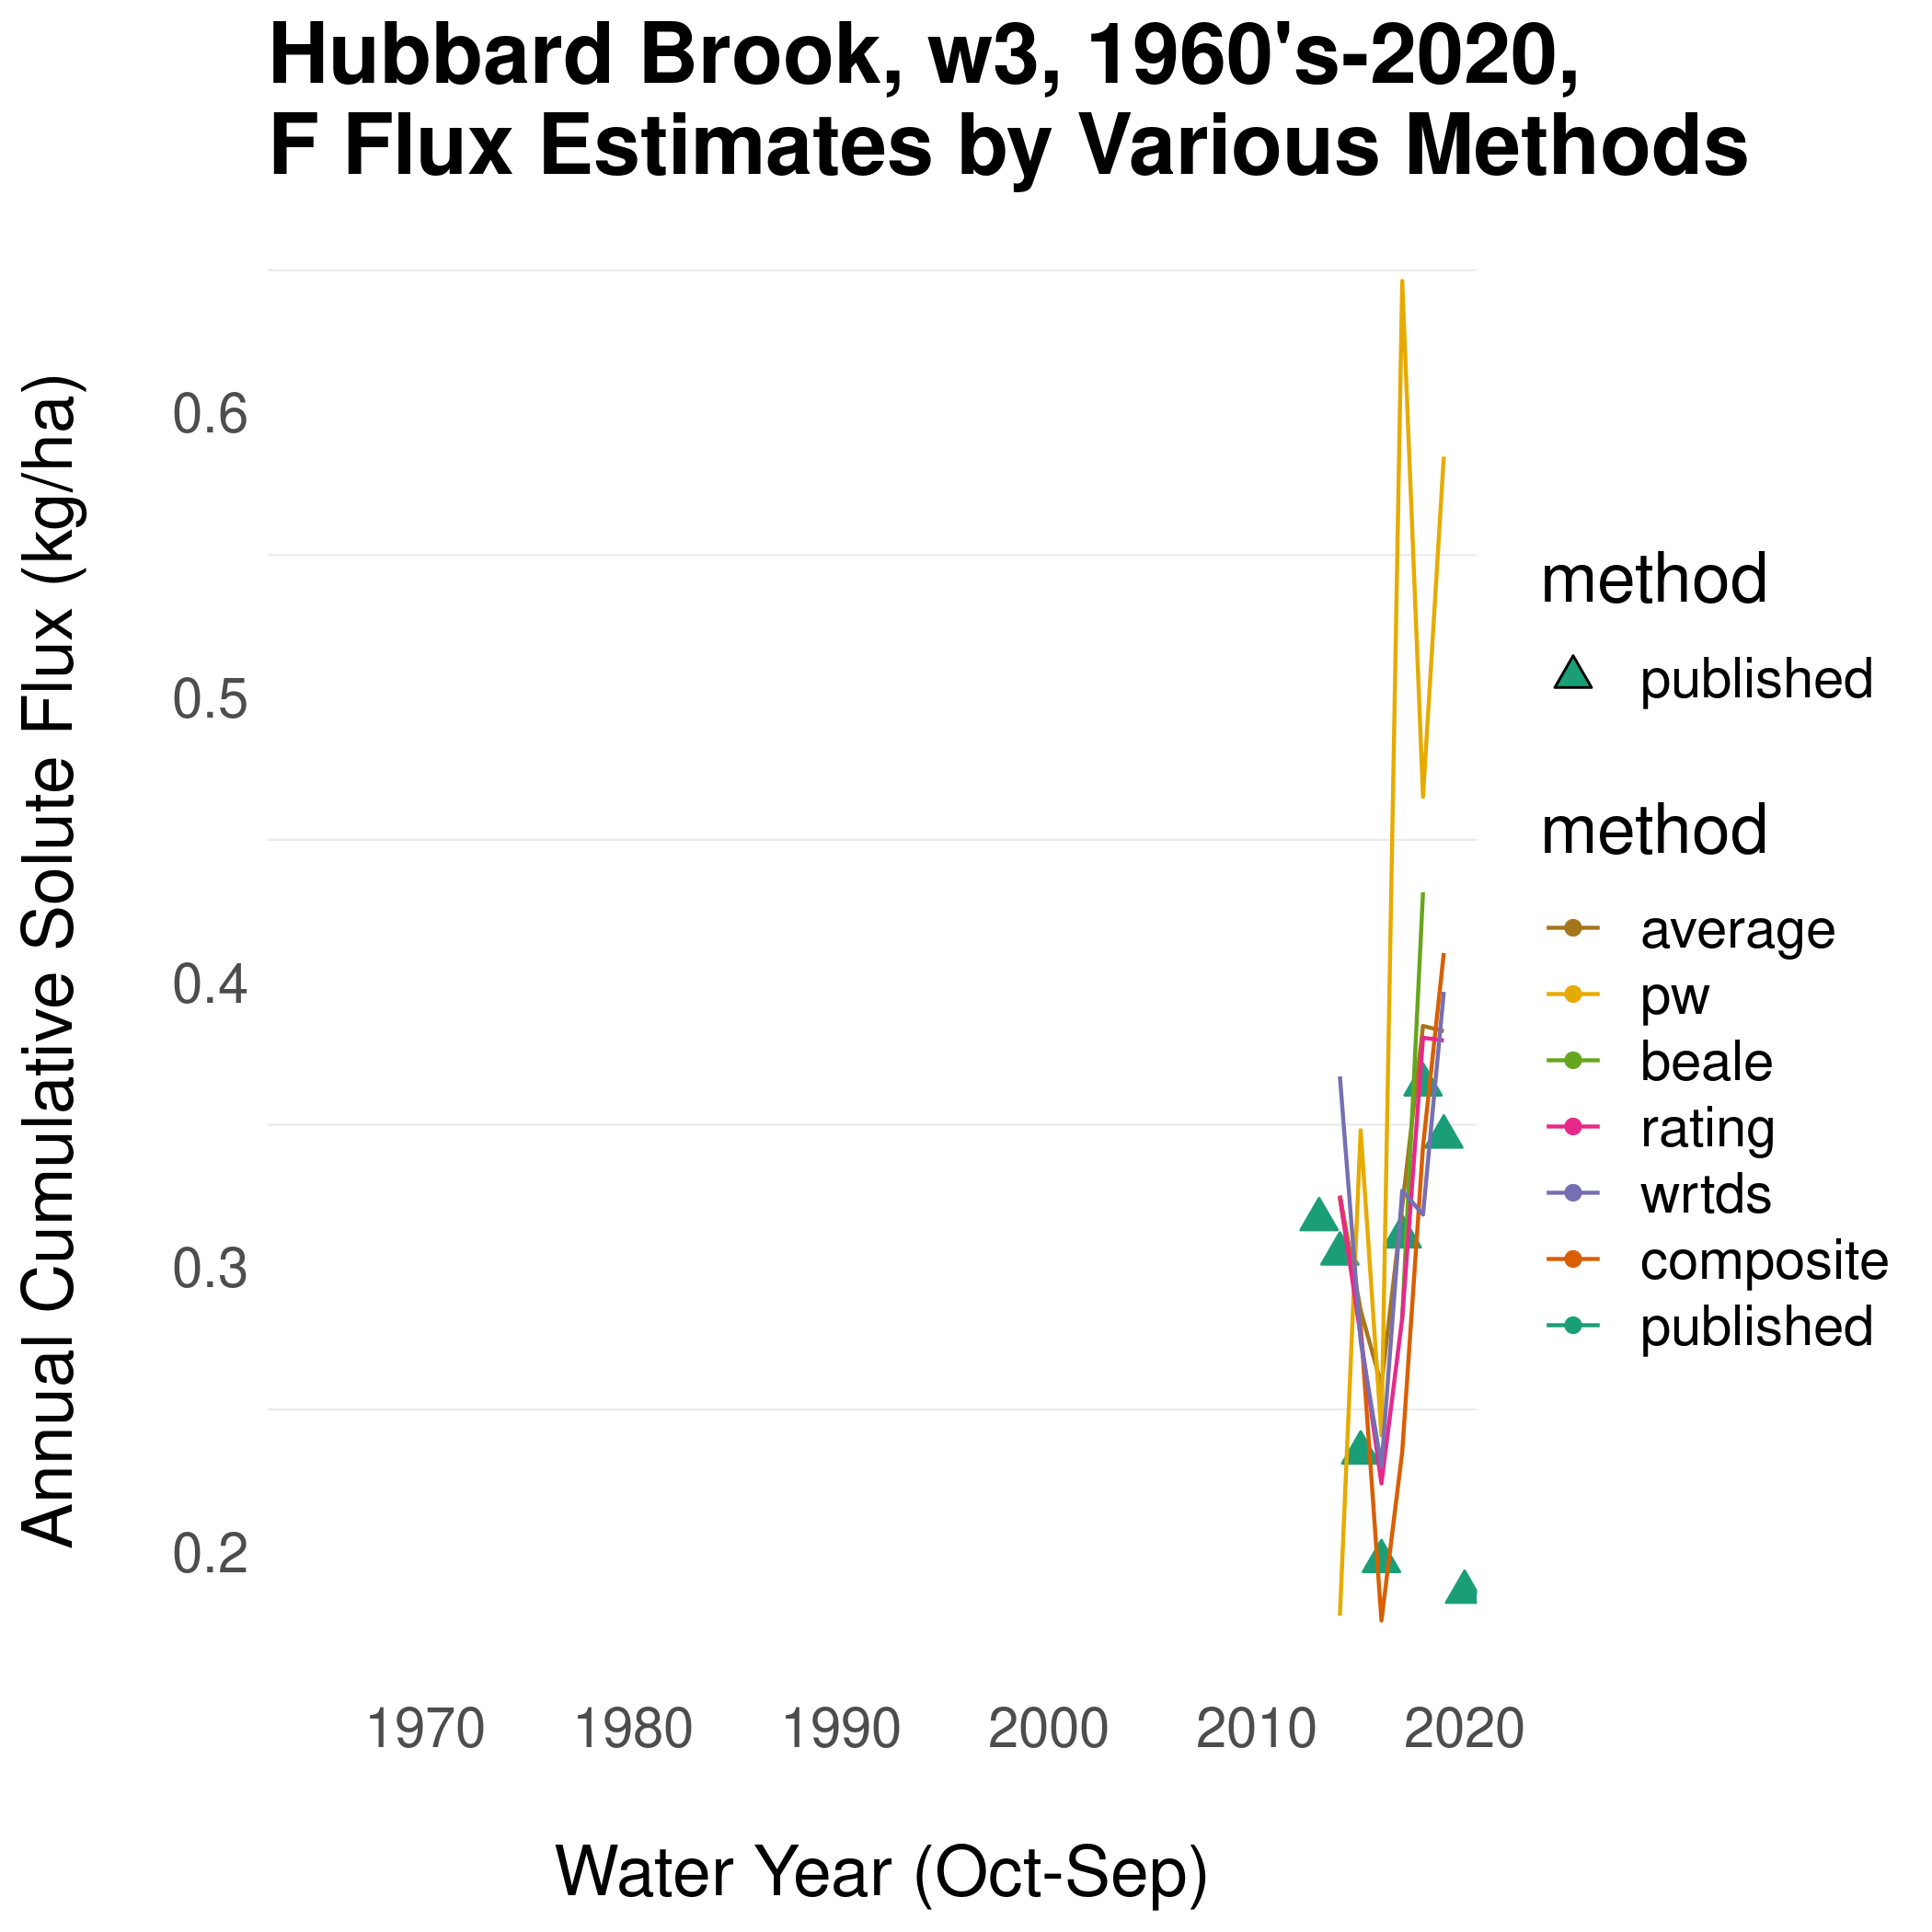 Hubbard Brook, w3, 1960's-2020,
F Flux Estimates by Various Methods
Annual Cumulative Solute Flux (kg/ha)
0.6
0.5
0.4
0.3
0.2
1970 1980 1990 2000 2010 2020
Water Year (Oct-Sep)
method
published
method
average
pw
beale
rating
wrtds
composite
published